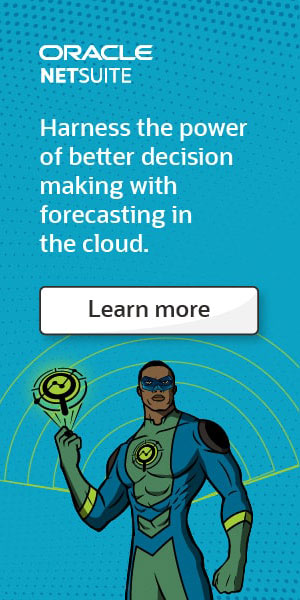 ORACLE
NETSUITE
Harness the power
of better decision
making with
forecasting in
the cloud.
Learn more